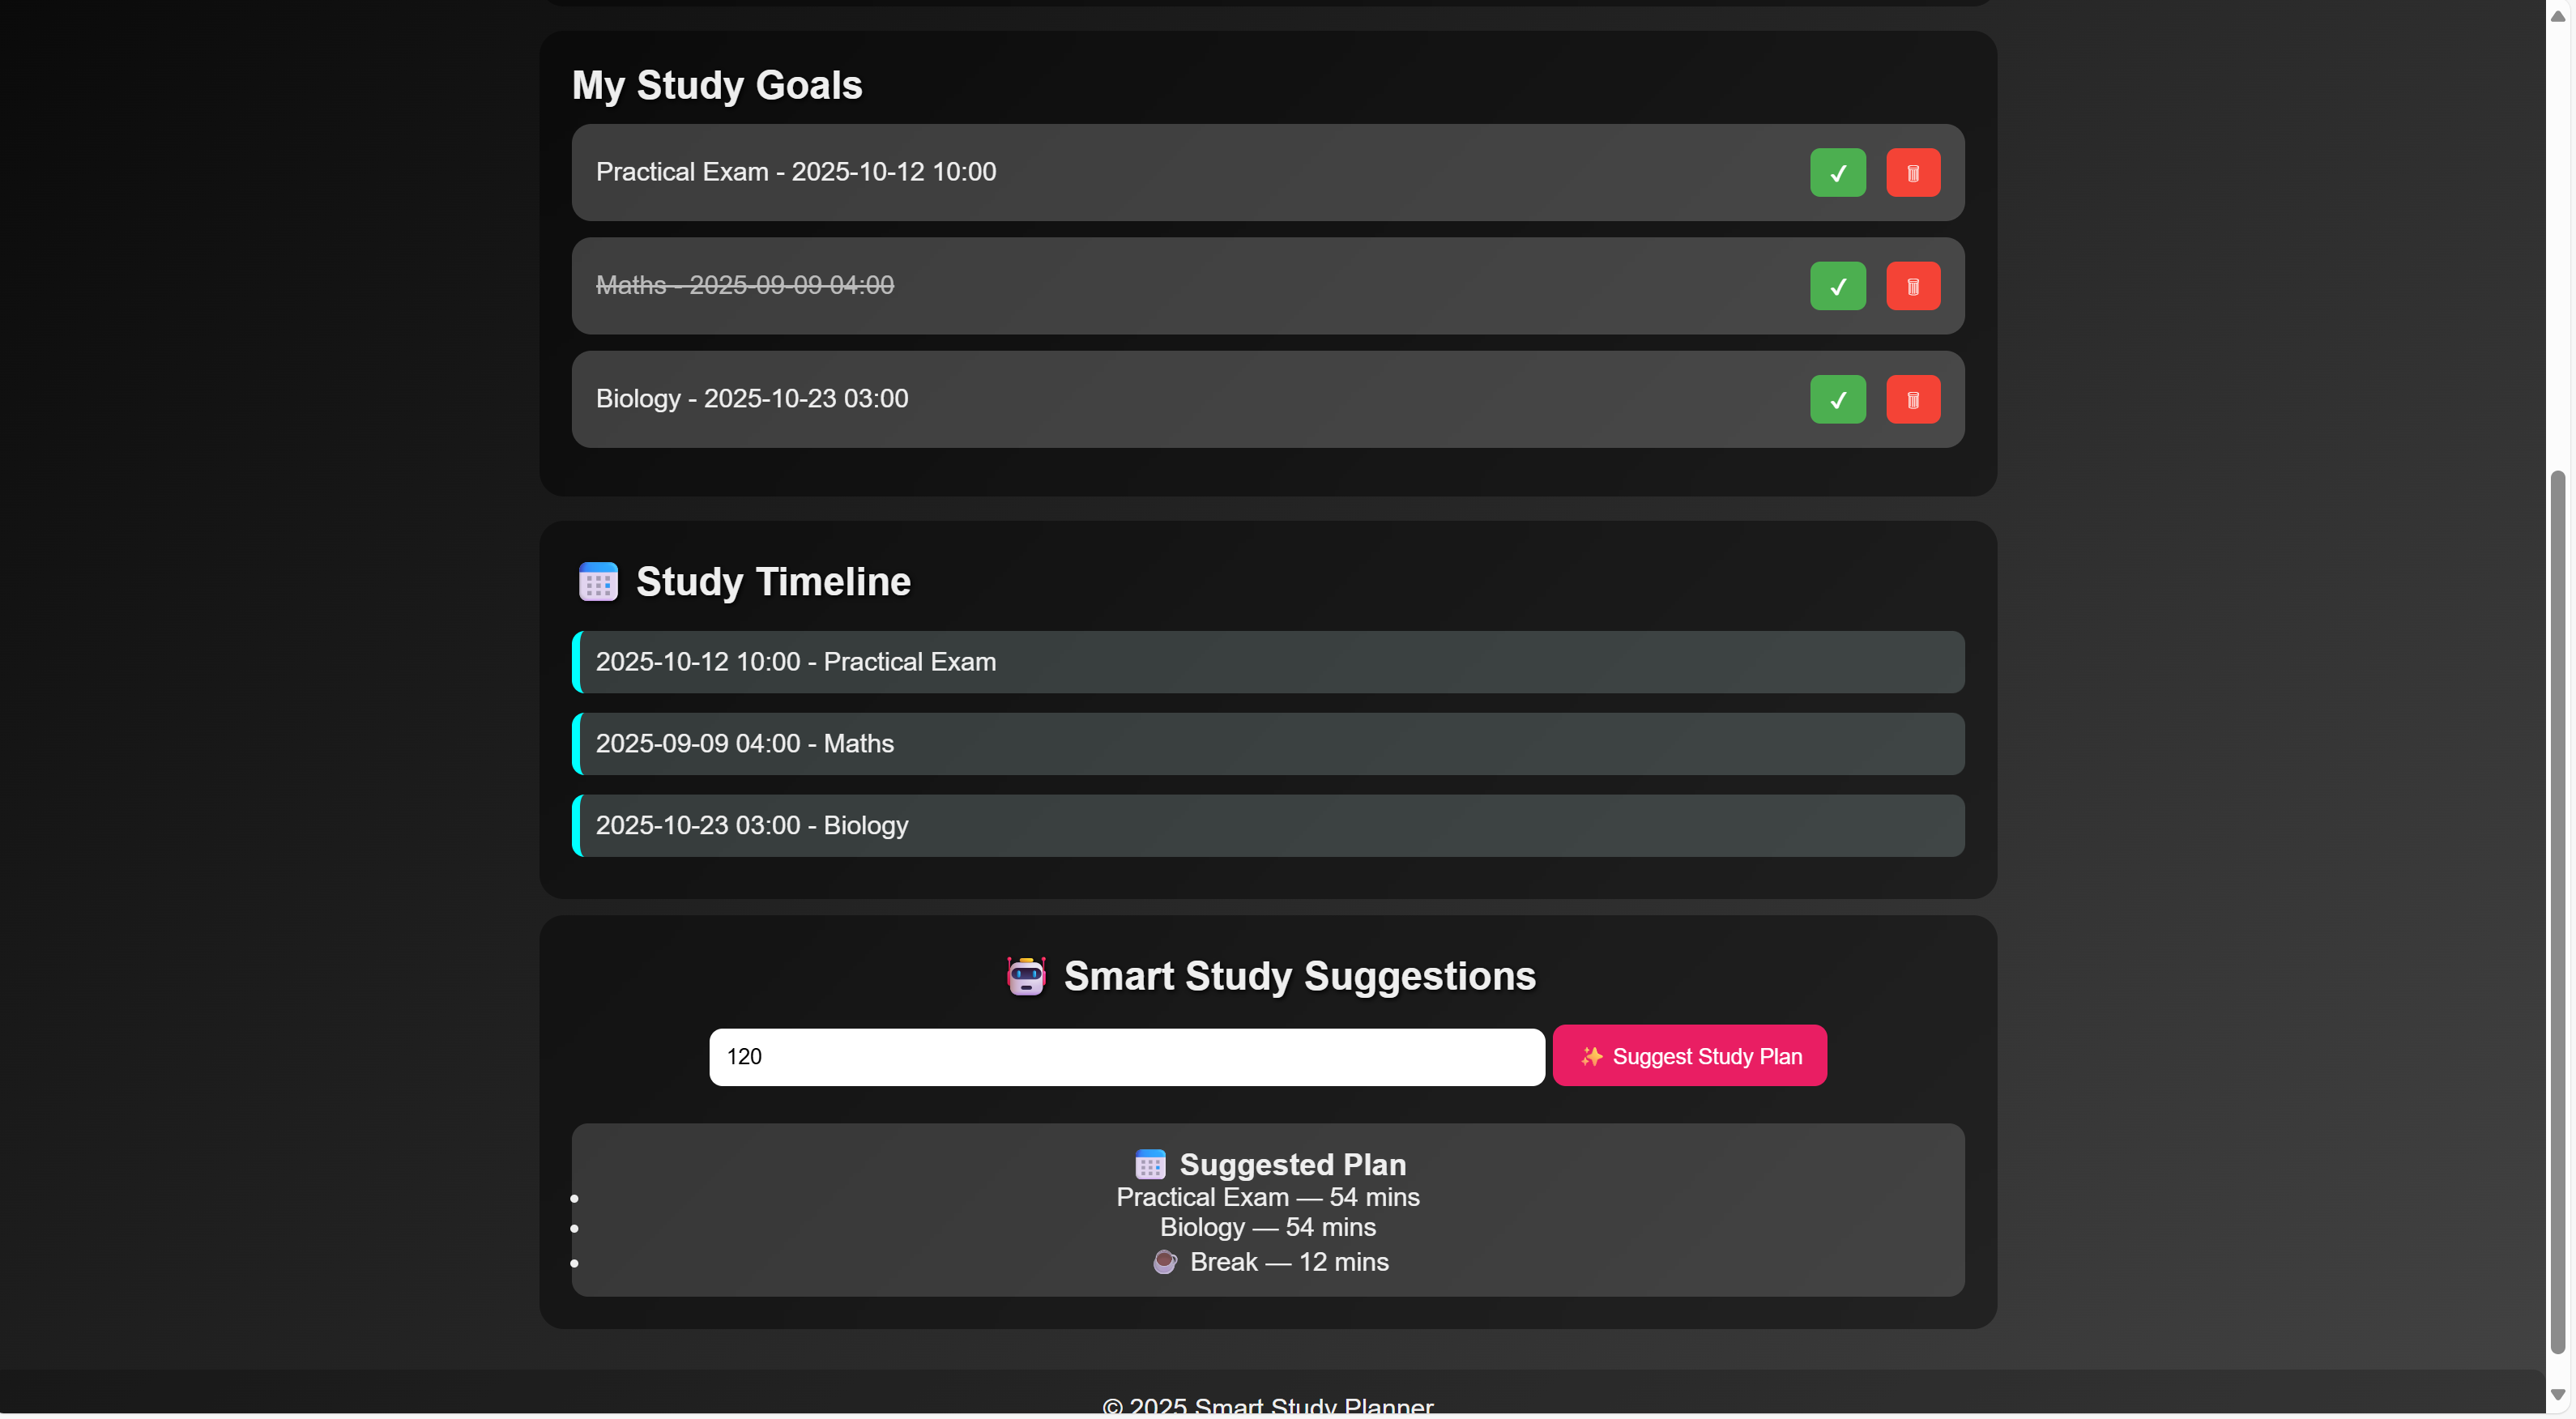 My Study Goals
Practical Exam - 2025-10-12 10:00
Maths - 2025-09-09 04:00
Biology - 2025-10-23 03:00
Study Timeline
2025-10-12 10:00 - Practical Exam
2025-09-09 04:00 - Maths
2025-10-23 03:00 - Biology
Smart Study Suggestions
120
✨ Suggest Study Plan
Suggested Plan
Practical Exam — 54 mins
Biology — 54 mins
Break — 12 mins
© 2025 Smart Study Planner